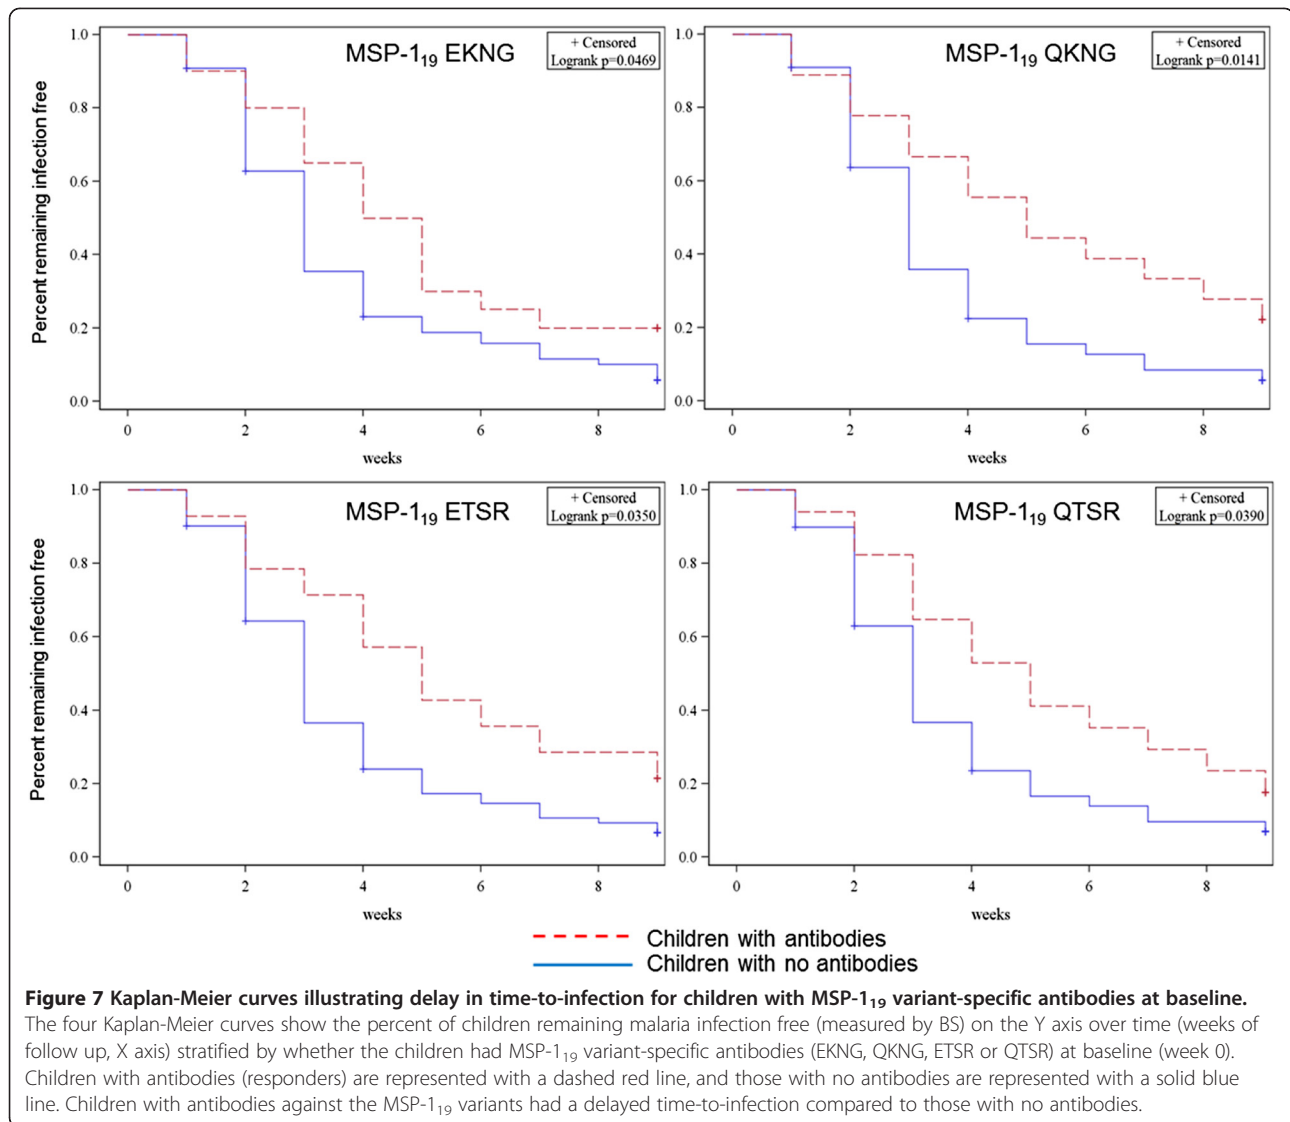 MSP-1₁₉ EKNG
+ Censored
Logrank p=0.0469
Percent remaining infection free
1.0
0.8
0.6
0.4
0.2
0.0
0 2 4 6 8
weeks
MSP-1₁₉ QKNG
+ Censored
Logrank p=0.0141
1.0
0.8
0.6
0.4
0.2
0.0
0 2 4 6 8
weeks
MSP-1₁₉ ETSR
+ Censored
Logrank p=0.0350
Percent remaining infection free
1.0
0.8
0.6
0.4
0.2
0.0
0 2 4 6 8
weeks
MSP-1₁₉ QTSR
+ Censored
Logrank p=0.0390
1.0
0.8
0.6
0.4
0.2
0.0
0 2 4 6 8
weeks
Children with antibodies
Children with no antibodies
Figure 7 Kaplan-Meier curves illustrating delay in time-to-infection for children with MSP-1₁₉ variant-specific antibodies at baseline.
The four Kaplan-Meier curves show the percent of children remaining malaria infection free (measured by BS) on the Y axis over time (weeks of
follow up, X axis) stratified by whether the children had MSP-1₁₉ variant-specific antibodies (EKNG, QKNG, ETSR or QTSR) at baseline (week 0).
Children with antibodies (responders) are represented with a dashed red line, and those with no antibodies are represented with a solid blue
line. Children with antibodies against the MSP-1₁₉ variants had a delayed time-to-infection compared to those with no antibodies.